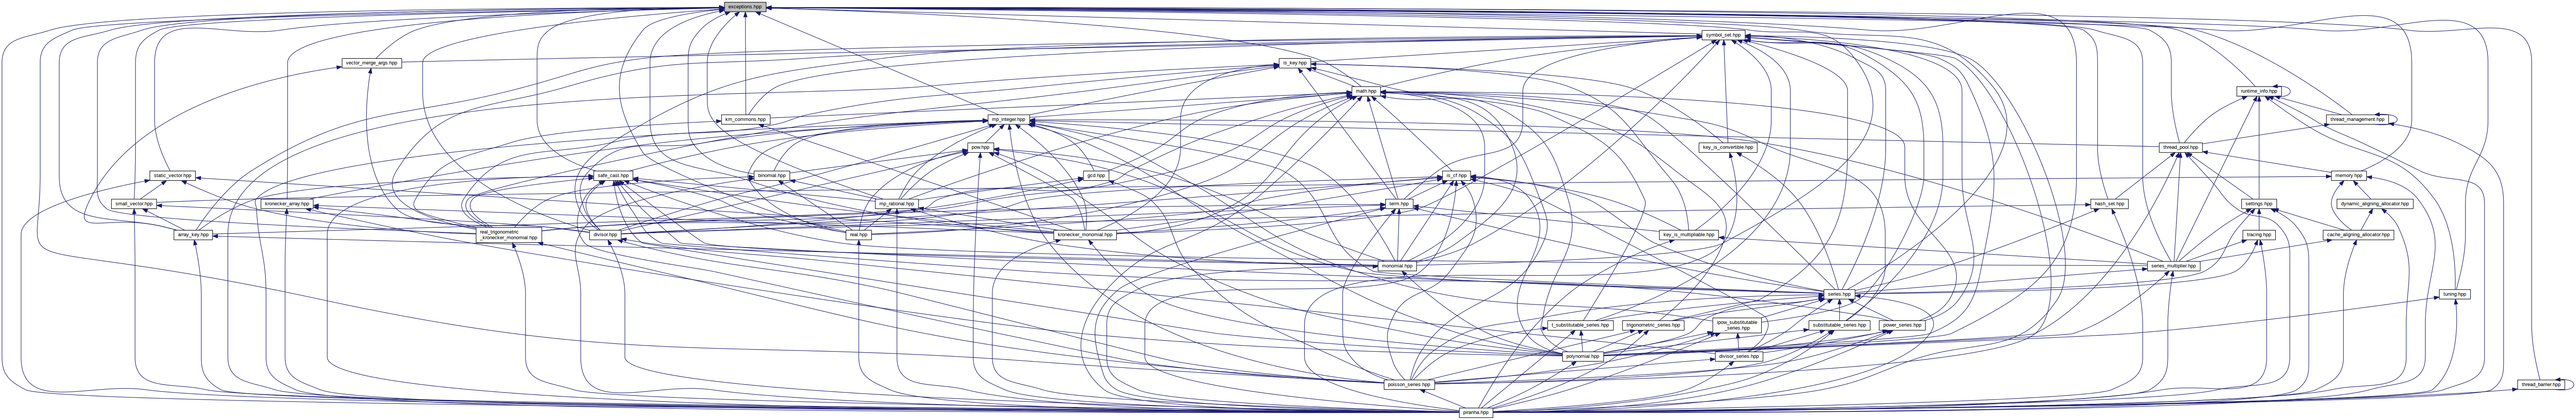 exceptions.hpp
symbol_set.hpp
vector_merge_args.hpp
is_key.hpp
math.hpp
runtime_info.hpp
km_commons.hpp
mp_integer.hpp
thread_management.hpp
pow.hpp
key_is_convertible.hpp
thread_pool.hpp
static_vector.hpp
safe_cast.hpp
binomial.hpp
gcd.hpp
is_cf.hpp
memory.hpp
small_vector.hpp
kronecker_array.hpp
mp_rational.hpp
term.hpp
hash_set.hpp
settings.hpp
dynamic_aligning_allocator.hpp
array_key.hpp
real_trigonometric
_kronecker_monomial.hpp
divisor.hpp
real.hpp
kronecker_monomial.hpp
key_is_multipliable.hpp
tracing.hpp
cache_aligning_allocator.hpp
monomial.hpp
series_multiplier.hpp
series.hpp
tuning.hpp
t_substitutable_series.hpp
trigonometric_series.hpp
ipow_substitutable
_series.hpp
substitutable_series.hpp
power_series.hpp
polynomial.hpp
divisor_series.hpp
poisson_series.hpp
thread_barrier.hpp
piranha.hpp